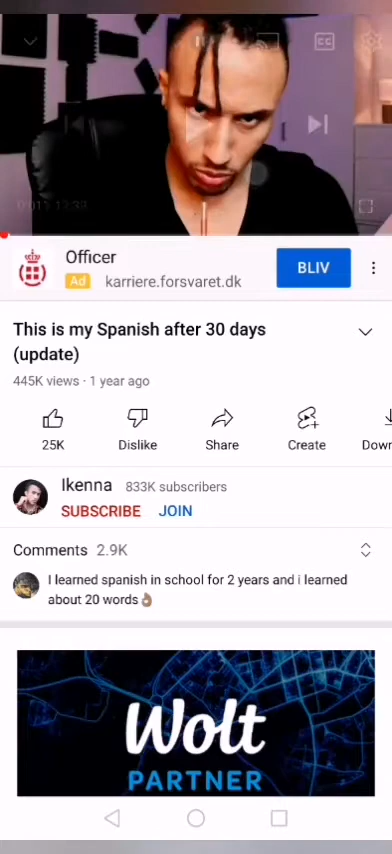 CC
12:33
Officer
Ad karriere.forsvaret.dk
BLIV
This is my Spanish after 30 days
(update)
445K views · 1 year ago
25K Dislike Share Create Down
Ikenna 833K subscribers
SUBSCRIBE JOIN
Comments 2.9K
I learned spanish in school for 2 years and i learned
about 20 words👌🏽
Wolt
PARTNER